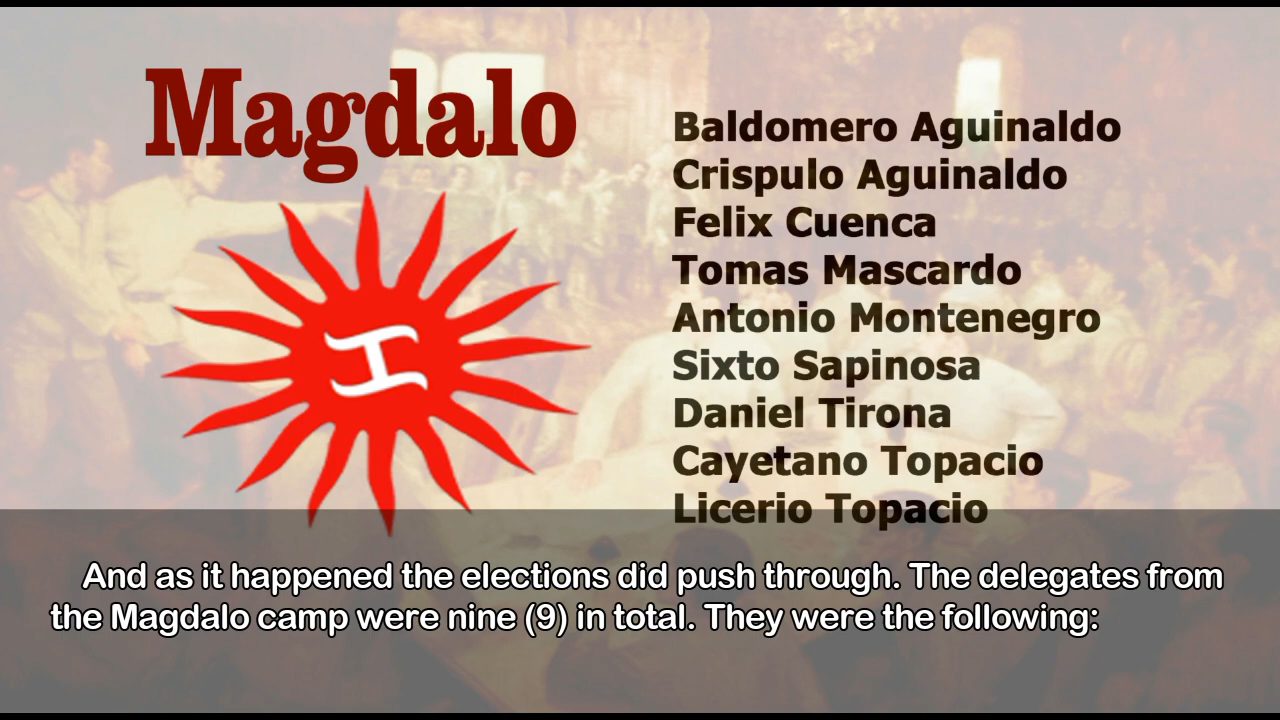 Magdalo
Baldomero Aguinaldo
Crispulo Aguinaldo
Felix Cuenca
Tomas Mascardo
Antonio Montenegro
Sixto Sapinosa
Daniel Tirona
Cayetano Topacio
Licerio Topacio
And as it happened the elections did push through. The delegates from
the Magdalo camp were nine (9) in total. They were the following: